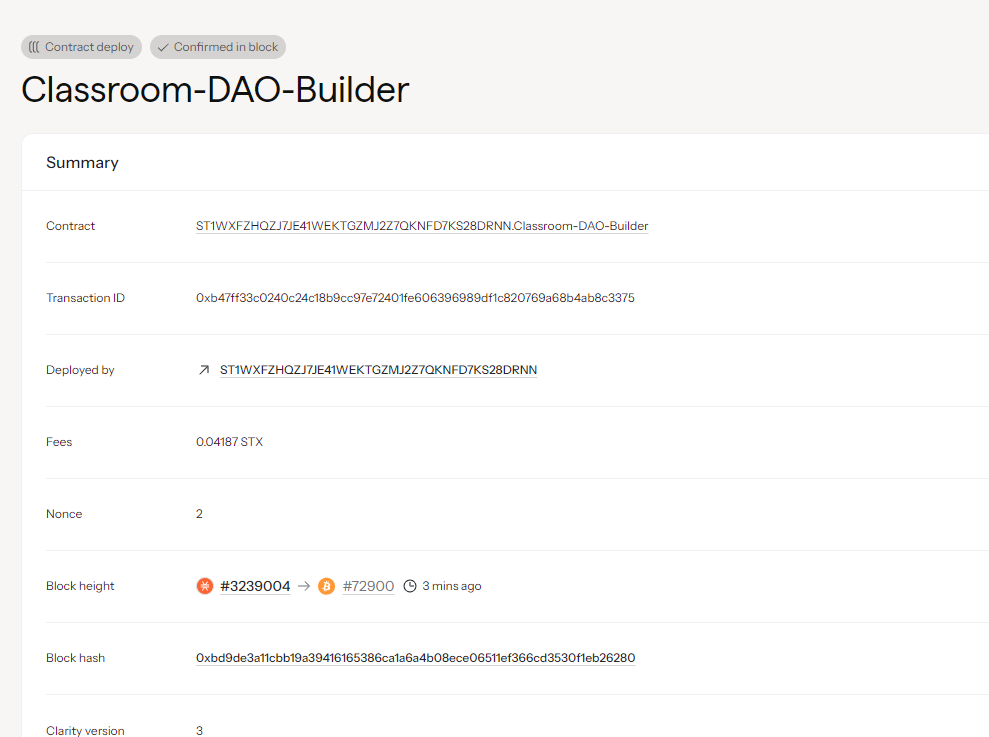 Contract deploy Confirmed in block
Classroom-DAO-Builder
Summary
Contract ST1WXFZHQZJ7JE41WEKTGZMJ2Z7QKNFD7KS28DRNN.Classroom-DAO-Builder
Transaction ID 0xb47ff33c0240c24c18b9cc97e72401fe606396989df1c820769a68b4ab8c3375
Deployed by ST1WXFZHQZJ7JE41WEKTGZMJ2Z7QKNFD7KS28DRNN
Fees 0.04187 STX
Nonce 2
Block height #3239004 → #72900 3 mins ago
Block hash 0xbd9de3a11cbb19a39416165386ca1a6a4b08ece06511ef366cd3530f1eb26280
Clarity version 3